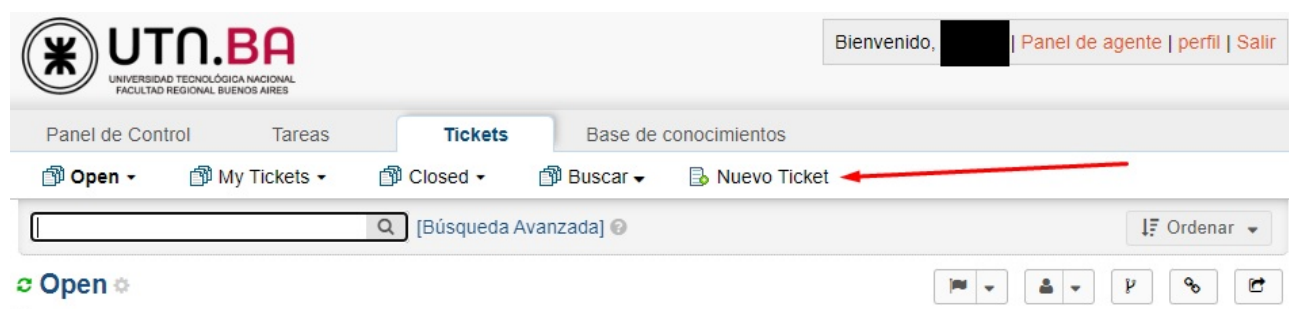 UTN.BA
UNIVERSIDAD TECNOLÓGICA NACIONAL
FACULTAD REGIONAL BUENOS AIRES
Bienvenido, | Panel de agente | perfil | Salir
Panel de Control Tareas Tickets Base de conocimientos
Open My Tickets Closed Buscar Nuevo Ticket
[Búsqueda Avanzada] Ordenar
Open